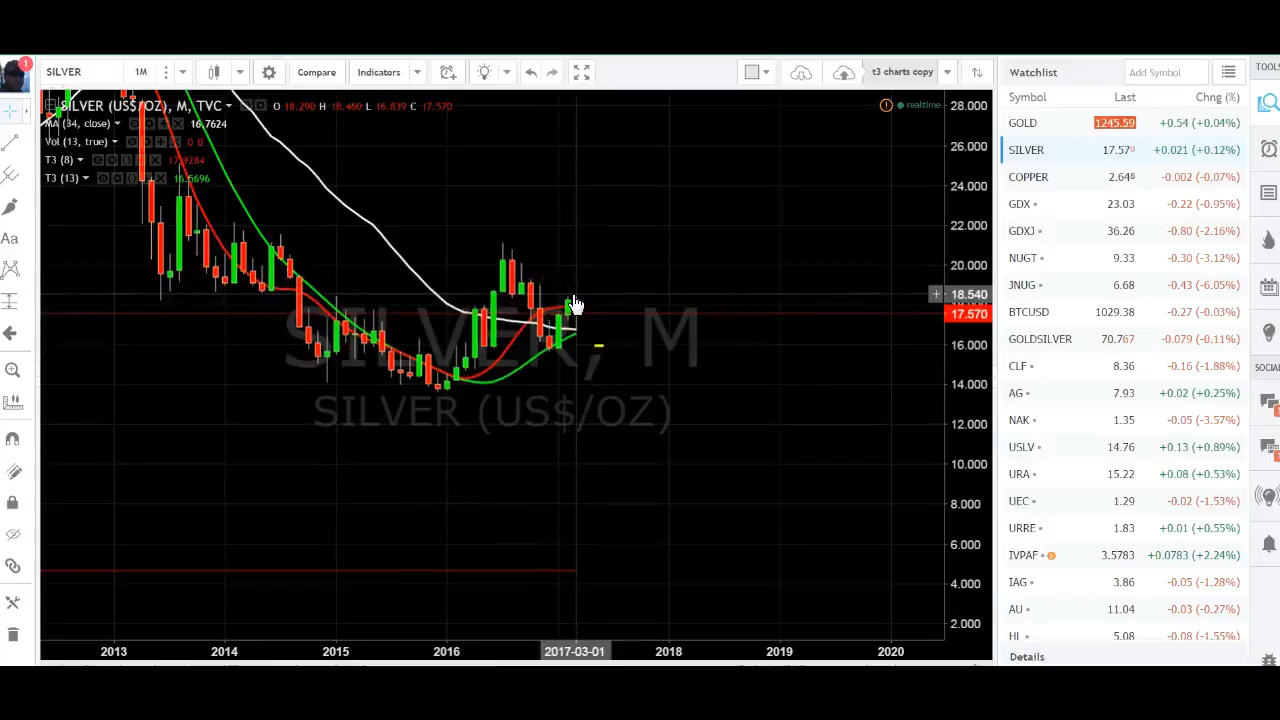 1
SILVER 1M Compare Indicators t3 charts copy
SILVER (US$/OZ), M, TVC O 18.290 H 18.460 L 16.839 C 17.570 realtime
MA (34, close) 16.7624
Vol (13, true) 0 0
T3 (8) 17.9284
T3 (13) 16.5696
Aa
SILVER, M
SILVER (US$/OZ)
28.000
26.000
24.000
22.000
20.000
18.540
17.570
16.000
14.000
12.000
10.000
8.000
6.000
4.000
2.000
2013 2014 2015 2016 2017-03-01 2018 2019 2020
Watchlist Add Symbol
Symbol Last Chng (%)
GOLD 1245.59 +0.54 (+0.04%)
SILVER 17.579 +0.021 (+0.12%)
COPPER 2.648 -0.002 (-0.07%)
GDX 23.03 -0.22 (-0.95%)
GDXJ 36.26 -0.80 (-2.16%)
NUGT 9.33 -0.30 (-3.12%)
JNUG 6.68 -0.43 (-6.03%)
BTCUSD 1029.38 -0.27 (-0.03%)
GOLDSILVER 70.767 -0.079 (-0.11%)
CLF 8.36 -0.16 (-1.88%)
AG 7.93 +0.02 (+0.25%)
NAK 1.35 -0.05 (-3.57%)
USLV 14.76 +0.13 (+0.89%)
URA 15.22 +0.08 (+0.53%)
UEC 1.29 -0.02 (-1.53%)
URRE 1.83 +0.01 (+0.55%)
IVPAF D 3.5783 +0.0783 (+2.24%)
IAG 3.86 -0.05 (-1.28%)
AU 11.04 -0.03 (-0.27%)
HL 5.08 -0.08 (-1.55%)
Details
TOOLS
SOCIAL